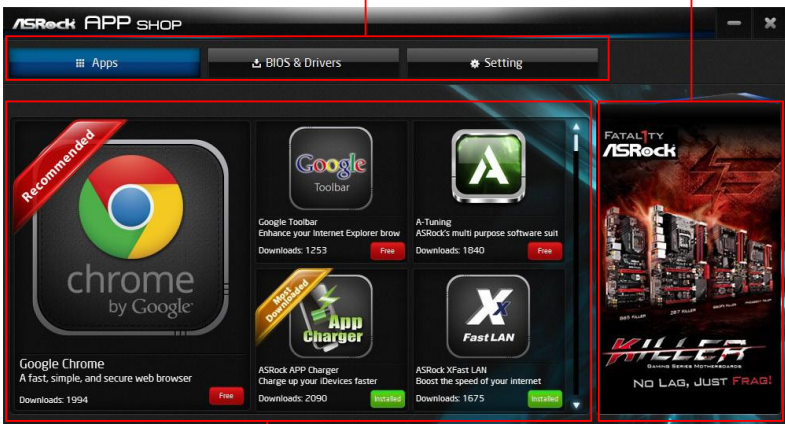 ASRock APP SHOP
Apps
BIOS & Drivers
Setting
Recommended
chrome
by Google
Google Chrome
A fast, simple, and secure web browser
Downloads: 1994
Free
Google
Toolbar
Google Toolbar
Enhance your Internet Explorer brow
Downloads: 1253
Free
A
A-Tuning
ASRock's multi purpose software suit
Downloads: 1840
Free
Most
Downloaded
App
Charger
ASRock APP Charger
Charge up your iDevices faster
Downloads: 2090
Installed
Fast LAN
ASRock XFast LAN
Boost the speed of your internet
Downloads: 1675
Installed
FATAL1TY
ASRock
KILLER
GAMING SERIES MOTHERBOARDS
NO LAG, JUST FRAG!